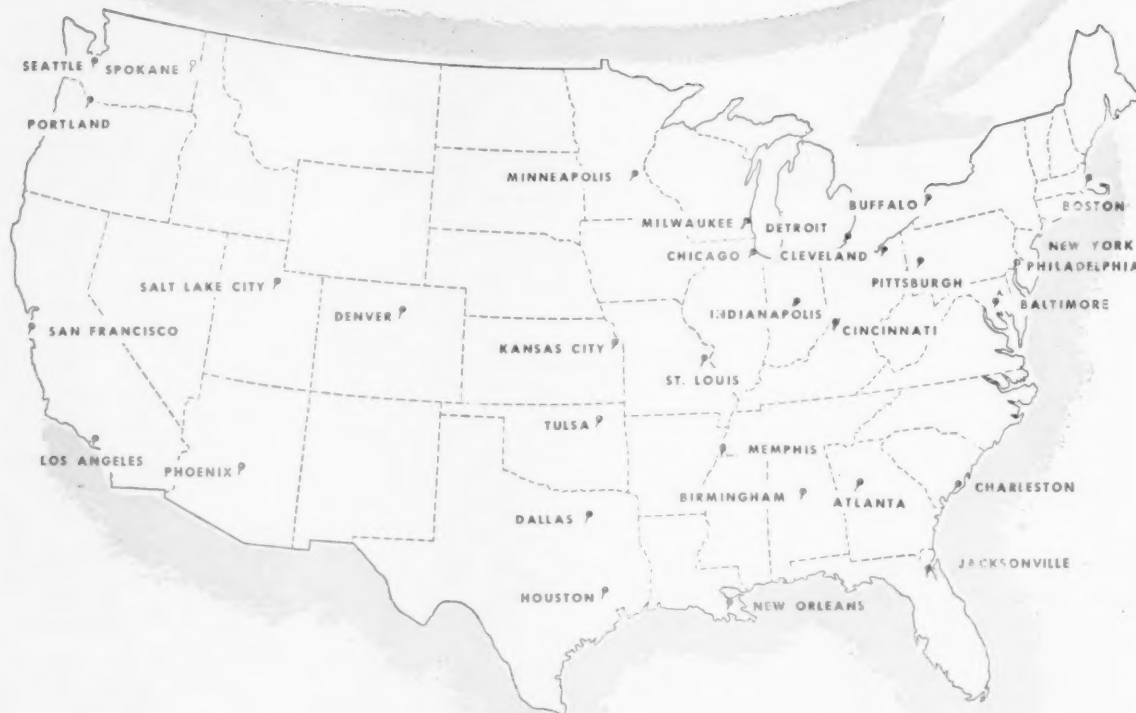 SEATTLE
SPOKANE
PORTLAND
MINNEAPOLIS
BUFFALO
BOSTON
MILWAUKEE
DETROIT
NEW YORK
CHICAGO
CLEVELAND
PHILADELPHIA
PITTSBURGH
SALT LAKE CITY
BALTIMORE
DENVER
INDIANAPOLIS
SAN FRANCISCO
CINCINNATI
KANSAS CITY
ST. LOUIS
TULSA
MEMPHIS
LOS ANGELES
PHOENIX
CHARLESTON
BIRMINGHAM
ATLANTA
DALLAS
JACKSONVILLE
HOUSTON
NEW ORLEANS